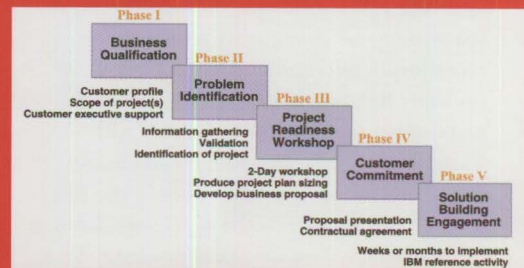 Phase I
Business
Qualification
Customer profile
Scope of project(s)
Customer executive support
Phase II
Problem
Identification
Information gathering
Validation
Identification of project
Phase III
Project
Readiness
Workshop
2-Day workshop
Produce project plan sizing
Develop business proposal
Phase IV
Customer
Commitment
Proposal presentation
Contractual agreement
Phase V
Solution
Building
Engagement
Weeks or months to implement
IBM reference activity